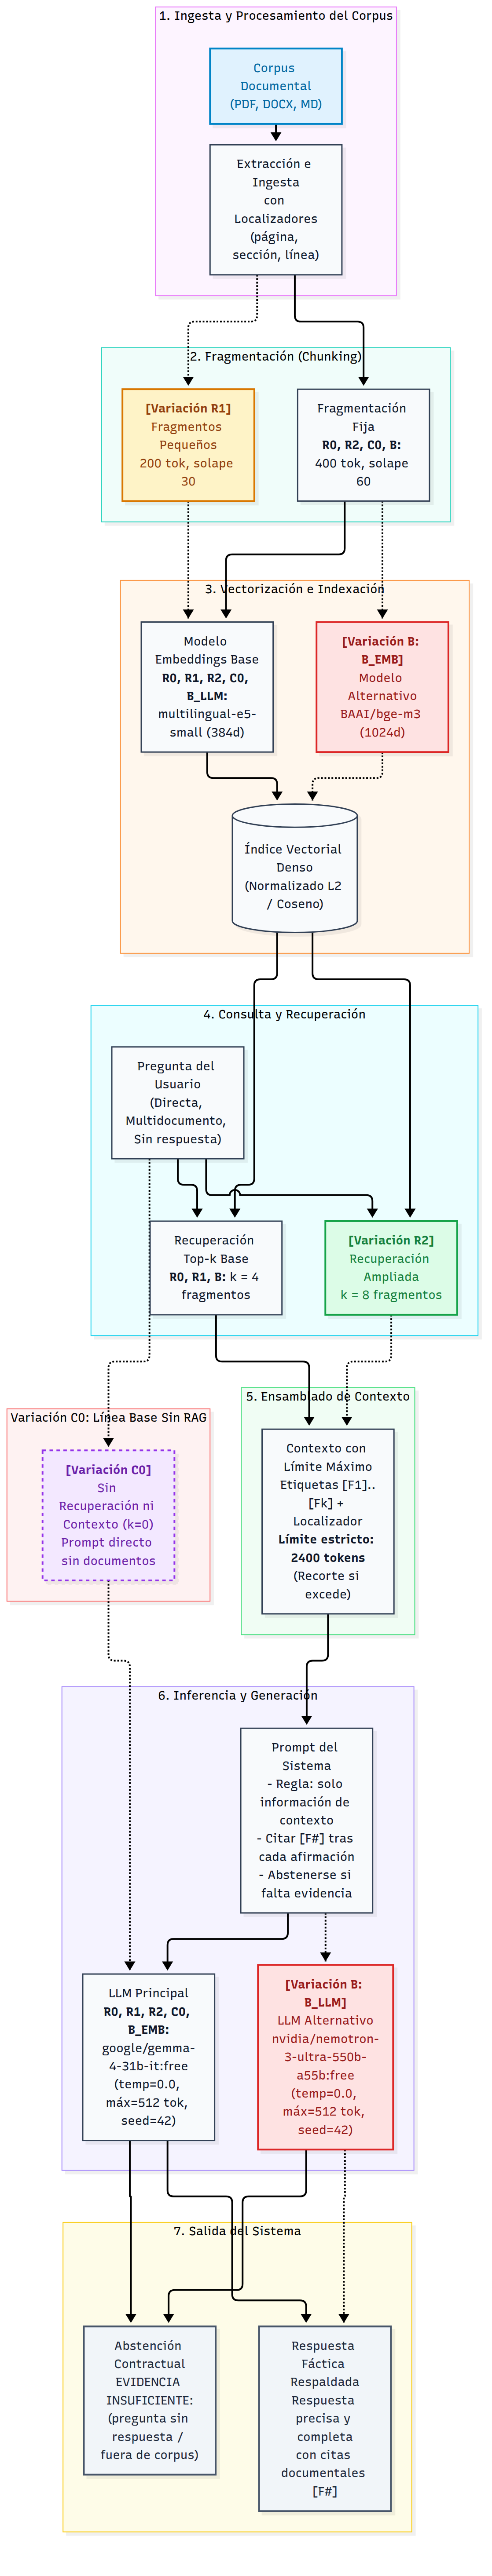 1. Ingesta y Procesamiento del Corpus
Corpus
Documental
(PDF, DOCX, MD)
Extracción e
Ingesta
con
Localizadores
(página,
sección, línea)
2. Fragmentación (Chunking)
[Variación R1]
Fragmentos
Pequeños
200 tok, solape
30
Fragmentación
Fija
R0, R2, C0, B:
400 tok, solape
60
3. Vectorización e Indexación
Modelo
Embeddings Base
R0, R1, R2, C0,
B_LLM:
multilingual-e5-
small (384d)
[Variación B:
B_EMB]
Modelo
Alternativo
BAAI/bge-m3
(1024d)
Índice Vectorial
Denso
(Normalizado L2
/ Coseno)
4. Consulta y Recuperación
Pregunta del
Usuario
(Directa,
Multidocumento,
Sin respuesta)
Recuperación
Top-k Base
R0, R1, B: k = 4
fragmentos
[Variación R2]
Recuperación
Ampliada
k = 8 fragmentos
5. Ensamblado de Contexto
Variación C0: Línea Base Sin RAG
[Variación C0]
Sin
Recuperación ni
Contexto (k=0)
Prompt directo
sin documentos
Contexto con
Límite Máximo
Etiquetas [F1]..
[Fk] +
Localizador
Límite estricto:
2400 tokens
(Recorte si
excede)
6. Inferencia y Generación
Prompt del
Sistema
- Regla: solo
información de
contexto
- Citar [F#] tras
cada afirmación
- Abstenerse si
falta evidencia
LLM Principal
R0, R1, R2, C0,
B_EMB:
google/gemma-
4-31b-it:free
(temp=0.0,
máx=512 tok,
seed=42)
[Variación B:
B_LLM]
LLM Alternativo
nvidia/nemotron-
3-ultra-550b-
a55b:free
(temp=0.0,
máx=512 tok,
seed=42)
7. Salida del Sistema
Abstención
Contractual
EVIDENCIA
INSUFICIENTE:
(pregunta sin
respuesta /
fuera de corpus)
Respuesta
Fáctica
Respaldada
Respuesta
precisa y
completa
con citas
documentales
[F#]